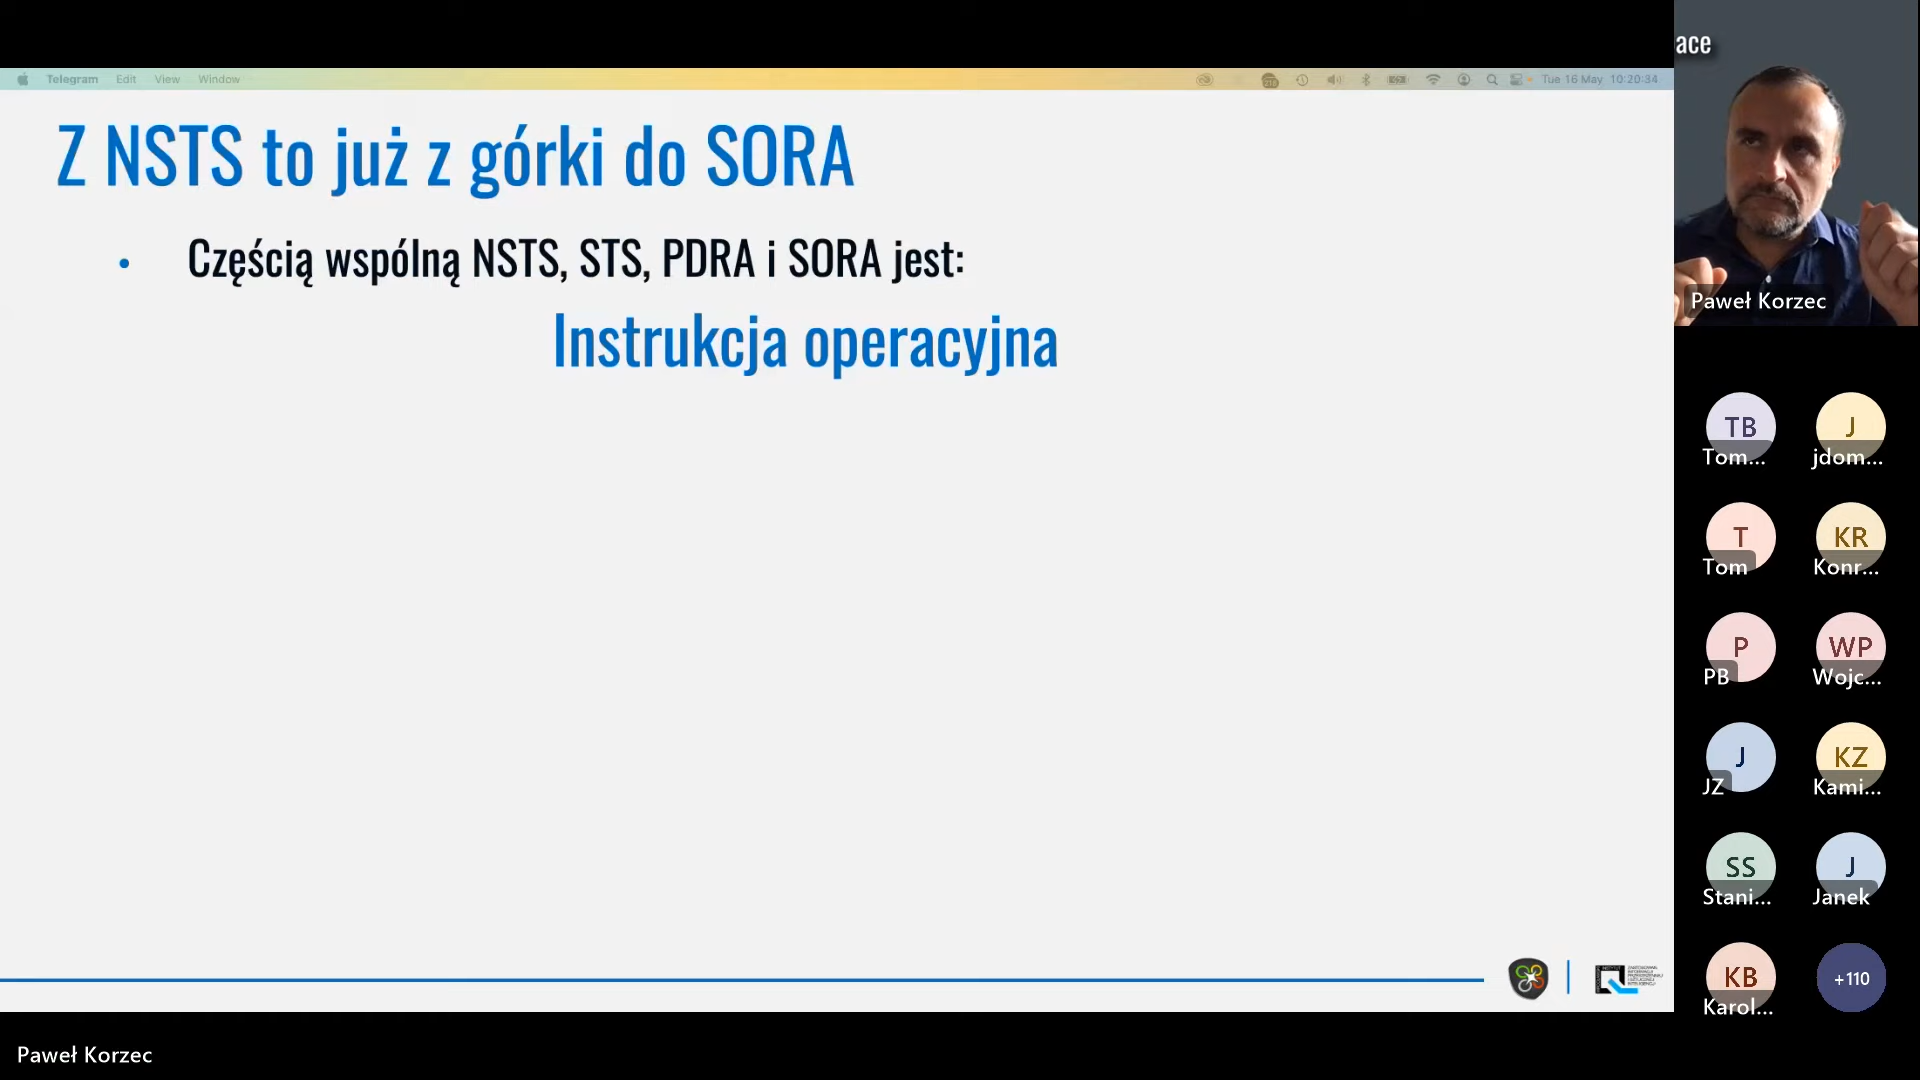 ace
Telegram Edit View Window
Tue 16 May 10:20:34
Z NSTS to już z górki do SORA
• Częścią wspólną NSTS, STS, PDRA i SORA jest:
Instrukcja operacyjna
Paweł Korzec
TB
Tom...
J
jdom...
T
Tom
KR
Konr...
P
PB
WP
Wojc...
J
JZ
KZ
Kami...
SS
Stani...
J
Janek
KB
Karol...
+110
Paweł Korzec